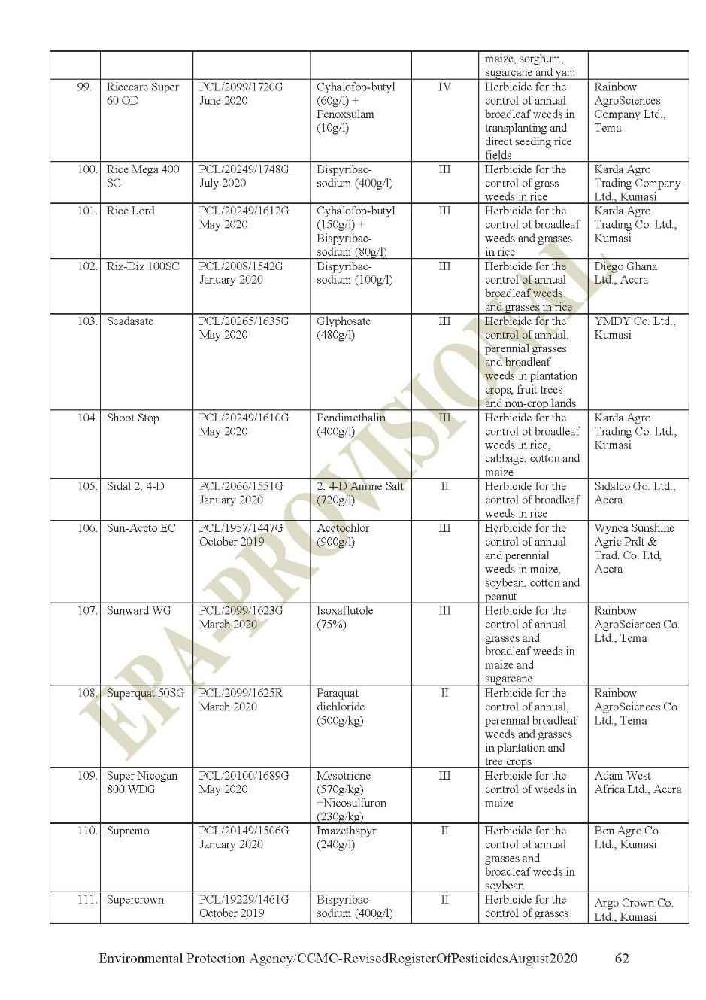 maize, sorghum,
sugarcane and yam
99. Ricecare Super PCL/2099/1720G Cyhalofop-butyl IV Herbicide for the Rainbow
60 OD June 2020 (60g/l) + control of annual AgroSciences
Penoxsulam broadleaf weeds in Company Ltd.,
(10g/l) transplanting and Tema
direct seeding rice
fields
100. Rice Mega 400 PCL/20249/1748G Bispyribac- III Herbicide for the Karda Agro
SC July 2020 sodium (400g/l) control of grass Trading Company
weeds in rice Ltd., Kumasi
101. Rice Lord PCL/20249/1612G Cyhalofop-butyl III Herbicide for the Karda Agro
May 2020 (150g/l) + control of broadleaf Trading Co. Ltd.,
Bispyribac- weeds and grasses Kumasi
sodium (80g/l) in rice
102. Riz-Diz 100SC PCL/2008/1542G Bispyribac- III Herbicide for the Diego Ghana
January 2020 sodium (100g/l) control of annual Ltd., Accra
broadleaf weeds
and grasses in rice
103. Seadasate PCL/20265/1635G Glyphosate III Herbicide for the YMDY Co. Ltd.,
May 2020 (480g/l) control of annual, Kumasi
perennial grasses
and broadleaf
weeds in plantation
crops, fruit trees
and non-crop lands
104. Shoot Stop PCL/20249/1610G Pendimethalin III Herbicide for the Karda Agro
May 2020 (400g/l) control of broadleaf Trading Co. Ltd.,
weeds in rice, Kumasi
cabbage, cotton and
maize
105. Sidal 2, 4-D PCL/2066/1551G 2, 4-D Amine Salt II Herbicide for the Sidalco Go. Ltd.,
January 2020 (720g/l) control of broadleaf Accra
weeds in rice
106. Sun-Aceto EC PCL/1957/1447G Acetochlor III Herbicide for the Wynca Sunshine
October 2019 (900g/l) control of annual Agric Prdt &
and perennial Trad. Co. Ltd,
weeds in maize, Accra
soybean, cotton and
peanut
107. Sunward WG PCL/2099/1623G Isoxaflutole III Herbicide for the Rainbow
March 2020 (75%) control of annual AgroSciences Co.
grasses and Ltd., Tema
broadleaf weeds in
maize and
sugarcane
108. Superquat 50SG PCL/2099/1625R Paraquat II Herbicide for the Rainbow
March 2020 dichloride control of annual, AgroSciences Co.
(500g/kg) perennial broadleaf Ltd., Tema
weeds and grasses
in plantation and
tree crops
109. Super Nicogan PCL/20100/1689G Mesotrione III Herbicide for the Adam West
800 WDG May 2020 (570g/kg) control of weeds in Africa Ltd., Accra
+Nicosulfuron maize
(230g/kg)
110. Supremo PCL/20149/1506G Imazethapyr II Herbicide for the Bon Agro Co.
January 2020 (240g/l) control of annual Ltd., Kumasi
grasses and
broadleaf weeds in
soybean
111. Supercrown PCL/19229/1461G Bispyribac- II Herbicide for the Argo Crown Co.
October 2019 sodium (400g/l) control of grasses Ltd., Kumasi
EPA-PROVISIONAL
Environmental Protection Agency/CCMC-RevisedRegisterOfPesticidesAugust2020 62